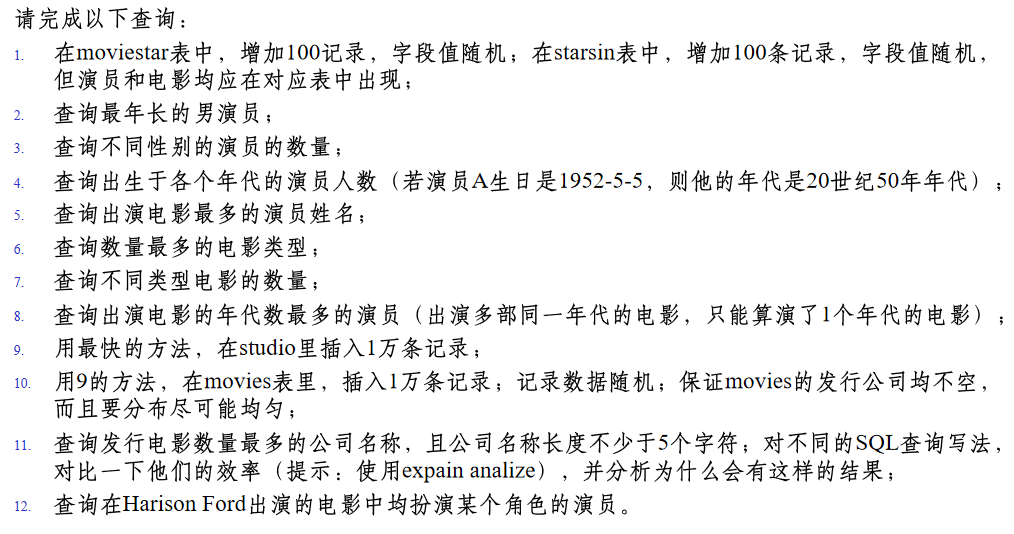 请完成以下查询：
1. 在moviestar表中，增加100记录，字段值随机；在starsin表中，增加100条记录，字段值随机，
但演员和电影均应在对应表中出现；
2. 查询最年长的男演员；
3. 查询不同性别的演员的数量；
4. 查询出生于各个年代的演员人数（若演员A生日是1952-5-5，则他的年代是20世纪50年年代）；
5. 查询出演电影最多的演员姓名；
6. 查询数量最多的电影类型；
7. 查询不同类型电影的数量；
8. 查询出演电影的年代数最多的演员（出演多部同一年代的电影，只能算演了1个年代的电影）；
9. 用最快的方法，在studio里插入1万条记录；
10. 用9的方法，在movies表里，插入1万条记录；记录数据随机；保证movies的发行公司均不空，
而且要分布尽可能均匀；
11. 查询发行电影数量最多的公司名称，且公司名称长度不少于5个字符；对不同的SQL查询写法，
对比一下他们的效率（提示：使用expain analize），并分析为什么会有这样的结果；
12. 查询在Harison Ford出演的电影中均扮演某个角色的演员。